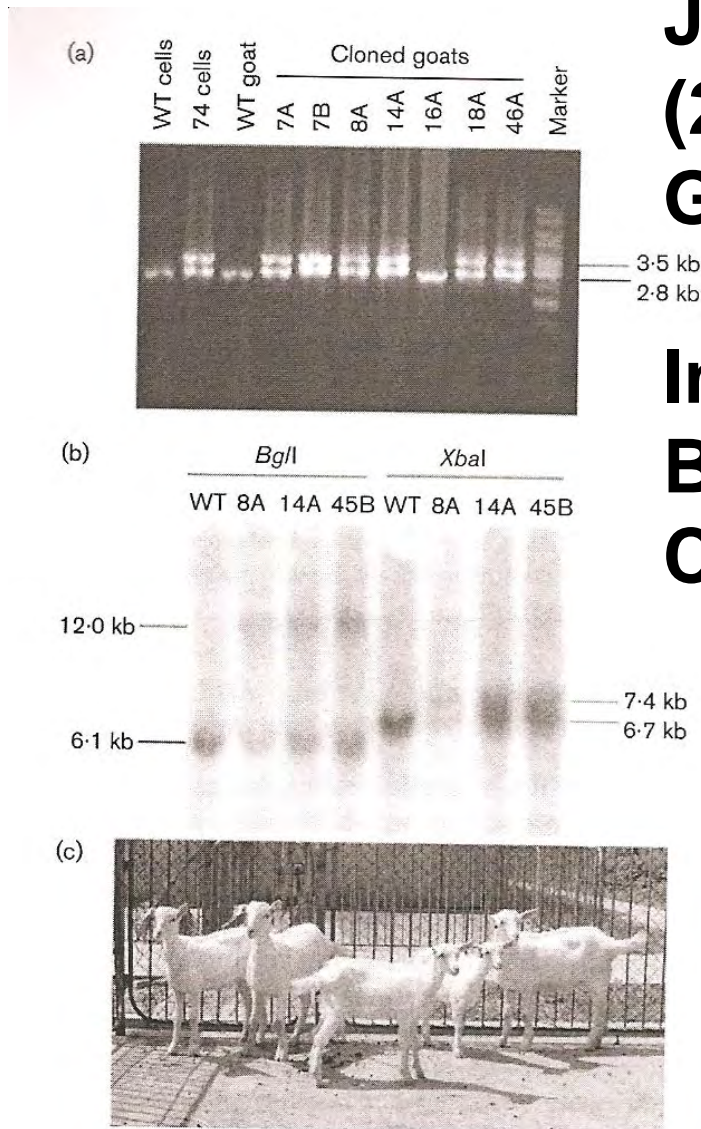 (a)
Cloned goats
WT cells
74 cells
WT goat
7A
7B
8A
14A
16A
18A
46A
Marker
3·5 kb
2·8 kb
(b)
BglI
XbaI
WT 8A 14A 45B WT 8A 14A 45B
12·0 kb
6·1 kb
7·4 kb
6·7 kb
(c)
J
(2
G
In
B
C